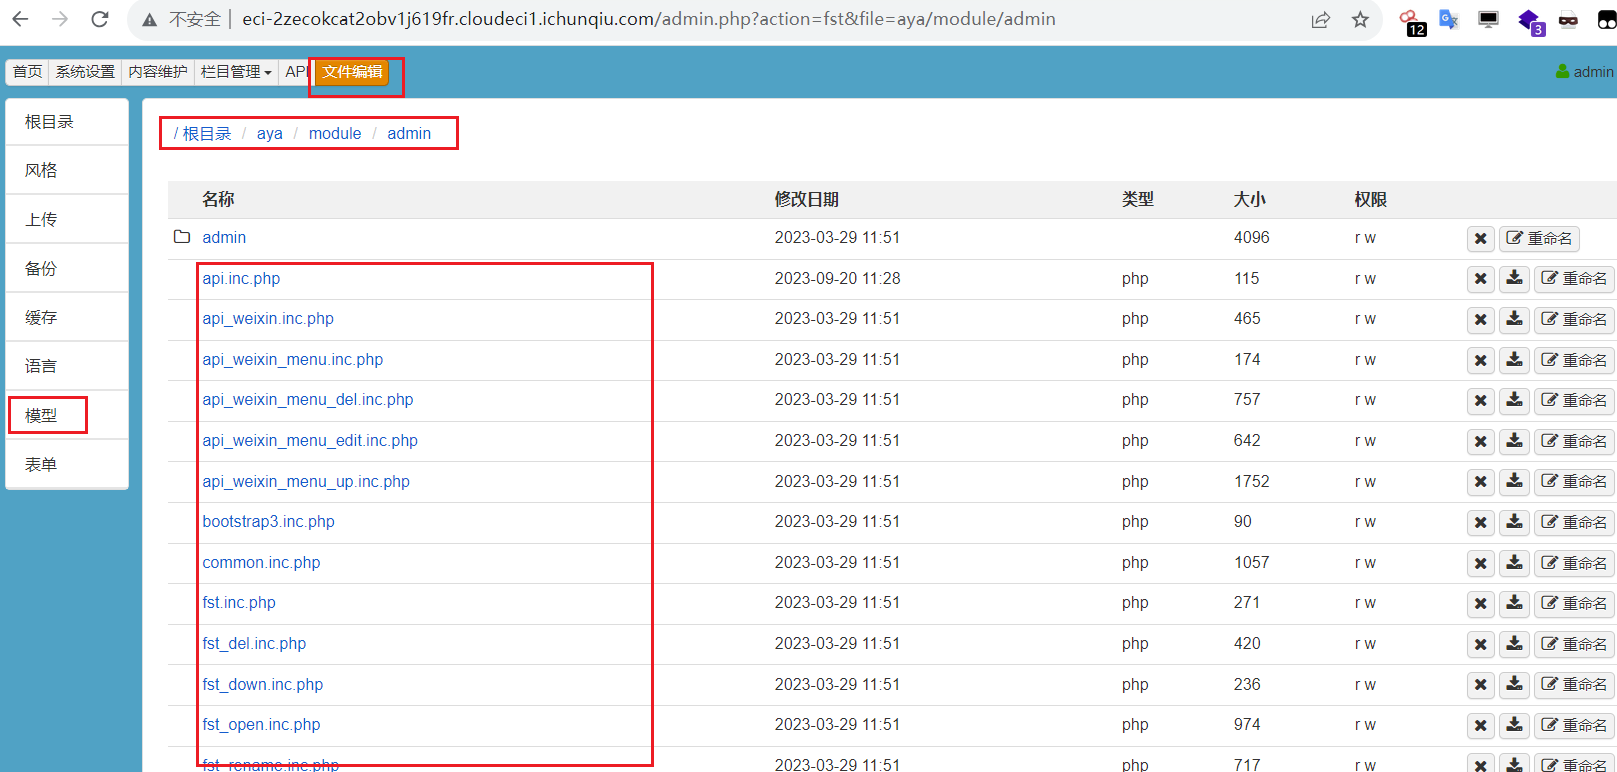 不安全 eci-2zecokcat2obv1j619fr.cloudeci1.ichunqiu.com/admin.php?action=fst&file=aya/module/admin
12
3
首页 系统设置 内容维护 栏目管理 API 文件编辑 admin
根目录
风格
上传
备份
缓存
语言
模型
表单
/ 根目录 / aya / module / admin
名称 修改日期 类型 大小 权限
admin 2023-03-29 11:51 4096 r w 重命名
api.inc.php 2023-09-20 11:28 php 115 r w 重命名
api_weixin.inc.php 2023-03-29 11:51 php 465 r w 重命名
api_weixin_menu.inc.php 2023-03-29 11:51 php 174 r w 重命名
api_weixin_menu_del.inc.php 2023-03-29 11:51 php 757 r w 重命名
api_weixin_menu_edit.inc.php 2023-03-29 11:51 php 642 r w 重命名
api_weixin_menu_up.inc.php 2023-03-29 11:51 php 1752 r w 重命名
bootstrap3.inc.php 2023-03-29 11:51 php 90 r w 重命名
common.inc.php 2023-03-29 11:51 php 1057 r w 重命名
fst.inc.php 2023-03-29 11:51 php 271 r w 重命名
fst_del.inc.php 2023-03-29 11:51 php 420 r w 重命名
fst_down.inc.php 2023-03-29 11:51 php 236 r w 重命名
fst_open.inc.php 2023-03-29 11:51 php 974 r w 重命名
fst_rename.inc.php 2023-03-29 11:51 php 717 r w 重命名